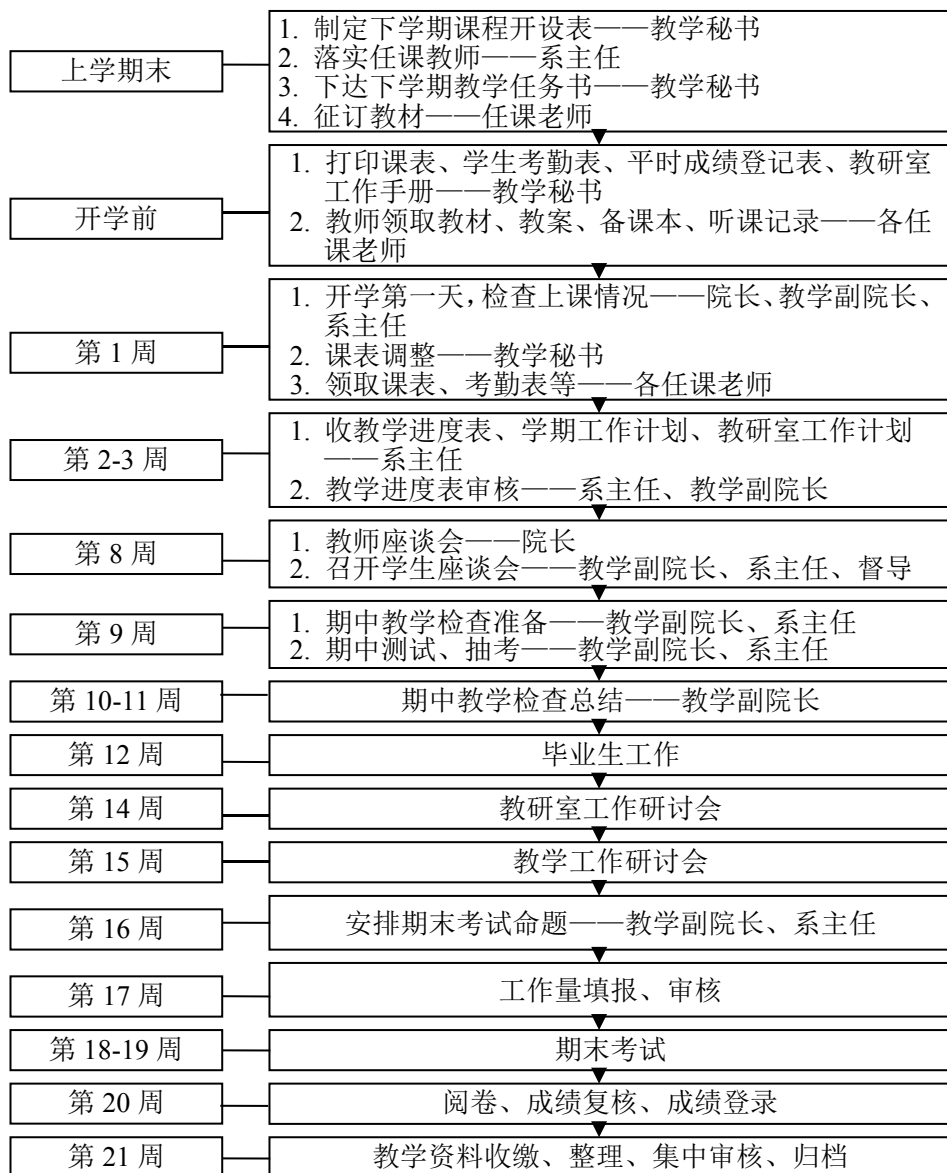 上学期末
1. 制定下学期课程开设表——教学秘书
2. 落实任课教师——系主任
3. 下达下学期教学任务书——教学秘书
4. 征订教材——任课老师
开学前
1. 打印课表、学生考勤表、平时成绩登记表、教研室
工作手册——教学秘书
2. 教师领取教材、教案、备课本、听课记录——各任
课老师
第 1 周
1. 开学第一天，检查上课情况——院长、教学副院长、
系主任
2. 课表调整——教学秘书
3. 领取课表、考勤表等——各任课老师
第 2-3 周
1. 收教学进度表、学期工作计划、教研室工作计划
——系主任
2. 教学进度表审核——系主任、教学副院长
第 8 周
1. 教师座谈会——院长
2. 召开学生座谈会——教学副院长、系主任、督导
第 9 周
1. 期中教学检查准备——教学副院长、系主任
2. 期中测试、抽考——教学副院长、系主任
第 10-11 周
期中教学检查总结——教学副院长
第 12 周
毕业生工作
第 14 周
教研室工作研讨会
第 15 周
教学工作研讨会
第 16 周
安排期末考试命题——教学副院长、系主任
第 17 周
工作量填报、审核
第 18-19 周
期末考试
第 20 周
阅卷、成绩复核、成绩登录
第 21 周
教学资料收缴、整理、集中审核、归档